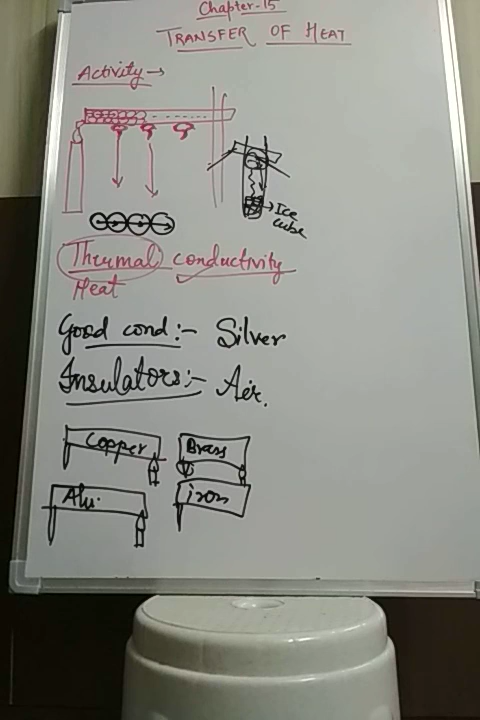 Chapter-15
TRANSFER OF HEAT
Activity →
→ Ice
cube
Thermal conductivity
Heat
Good cond:- Silver
Insulators:- Air.
Copper
Brass
Alu.
iron